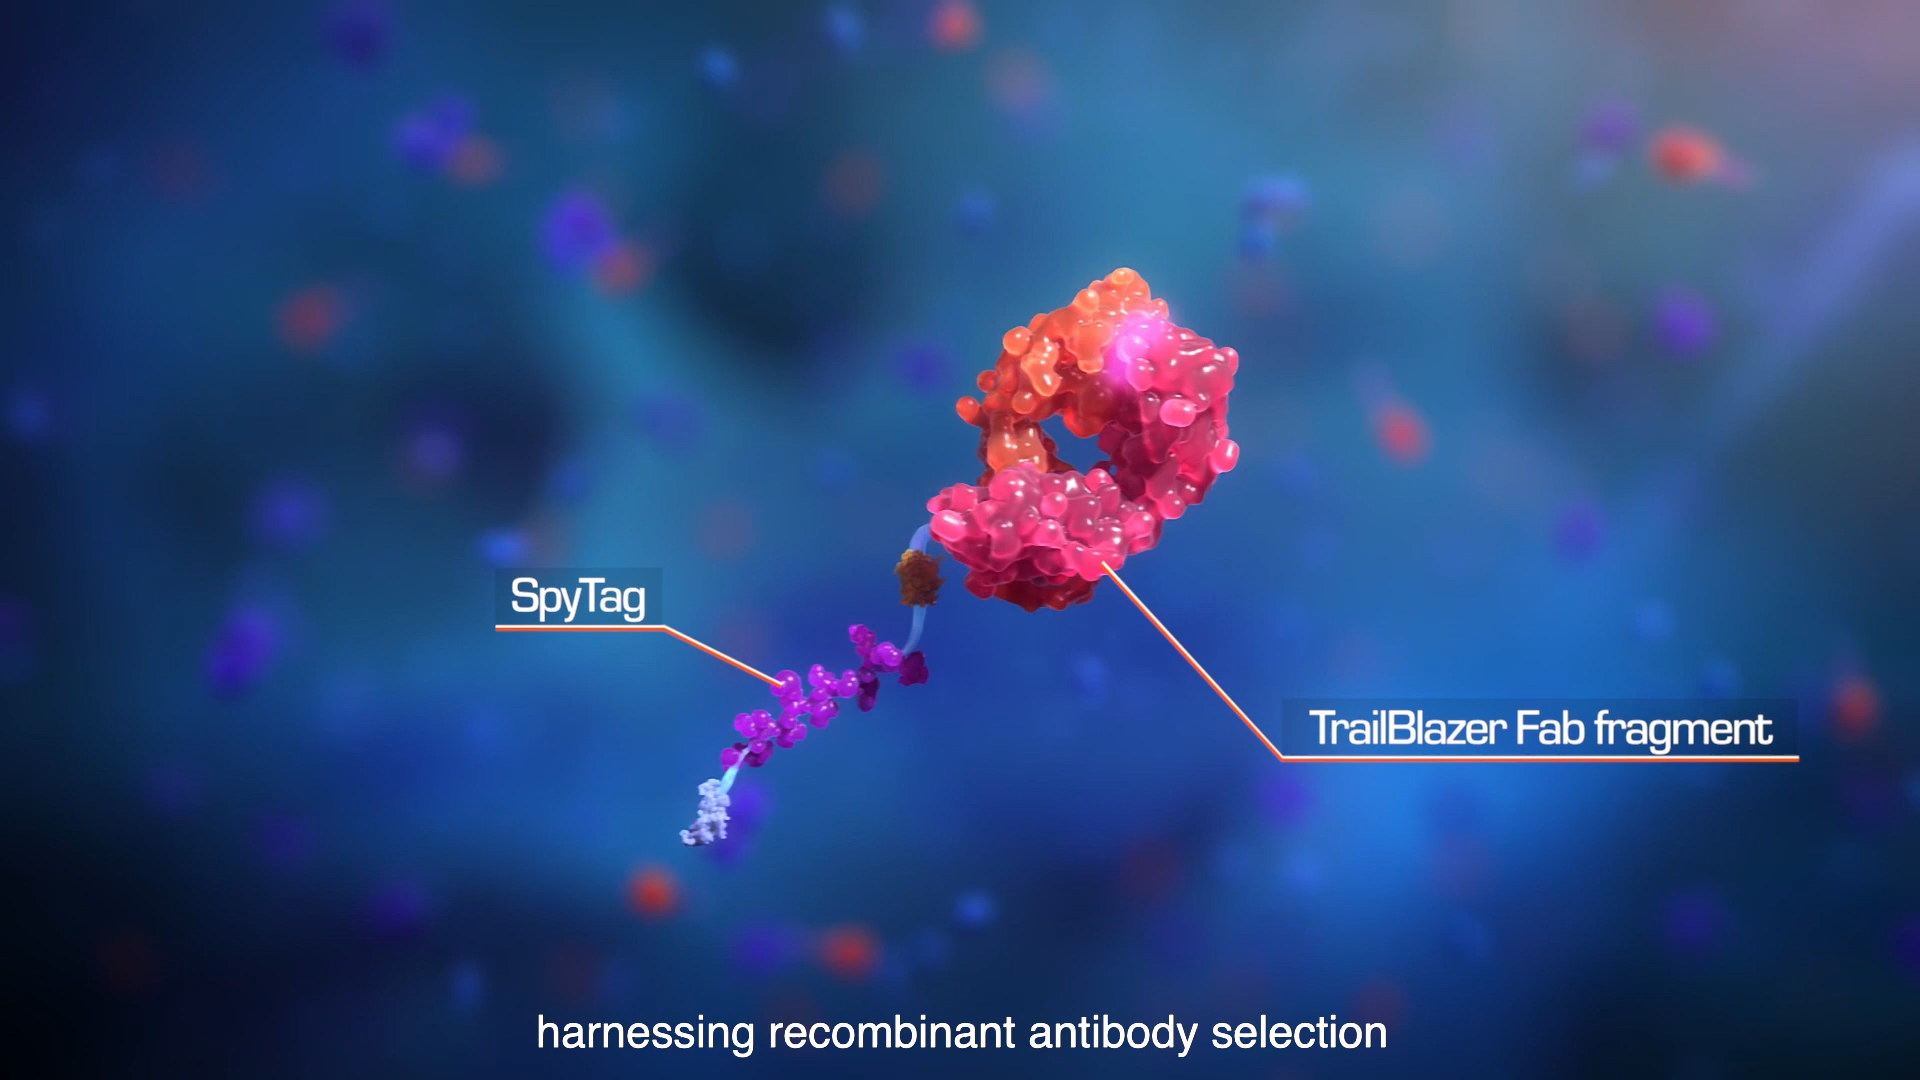 SpyTag
TrailBlazer Fab fragment
harnessing recombinant antibody selection